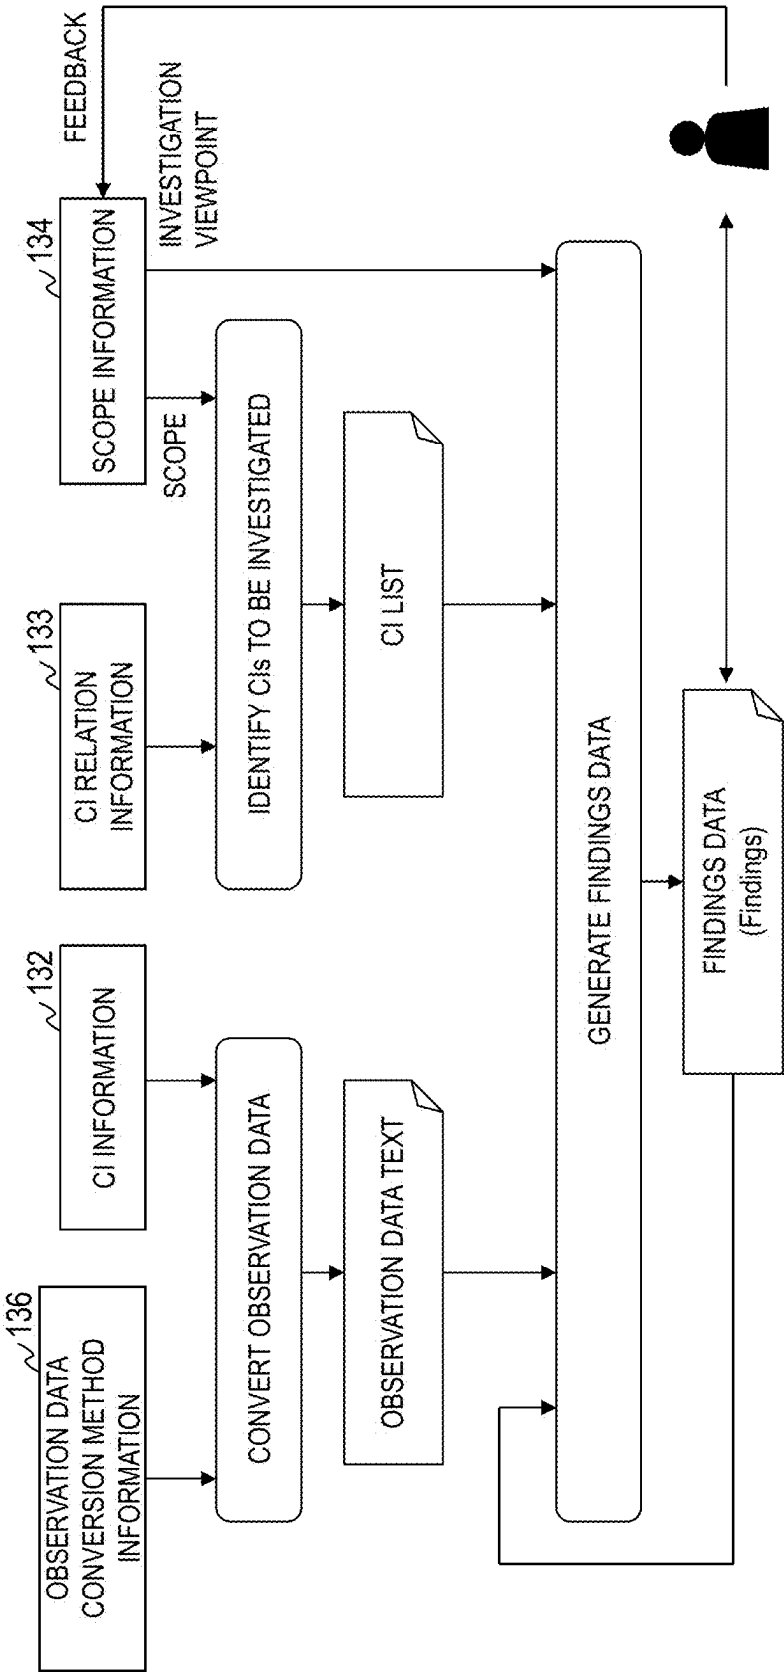 136
OBSERVATION DATA
CONVERSION METHOD
INFORMATION
132
CI INFORMATION
133
CI RELATION
INFORMATION
134
SCOPE INFORMATION
FEEDBACK
SCOPE
INVESTIGATION
VIEWPOINT
CONVERT OBSERVATION DATA
IDENTIFY CIs TO BE INVESTIGATED
OBSERVATION DATA TEXT
CI LIST
GENERATE FINDINGS DATA
FINDINGS DATA
(Findings)